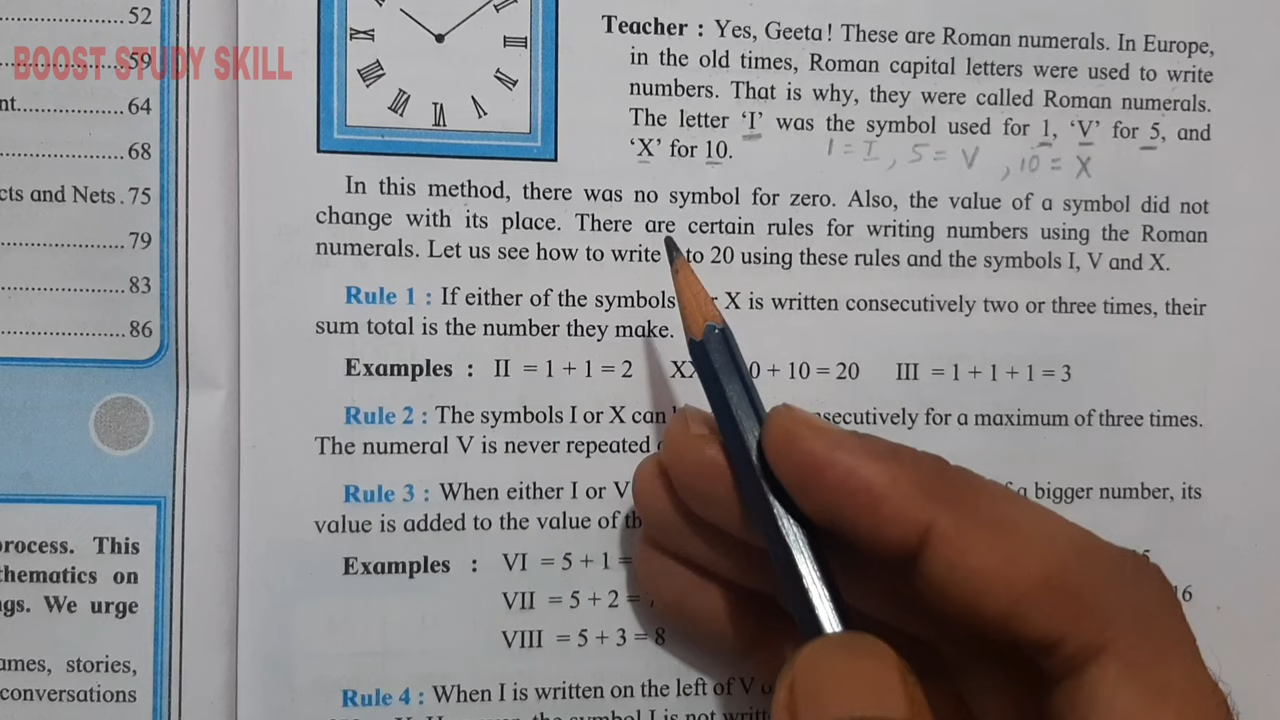 52
BOOST STUDY SKILL
59
nt. 64
68
cts and Nets . 75
79
83
86
process. This
thematics on
ngs. We urge
ames, stories,
conversations
Teacher : Yes, Geeta! These are Roman numerals. In Europe,
in the old times, Roman capital letters were used to write
numbers. That is why, they were called Roman numerals.
The letter ‘I’ was the symbol used for 1, ‘V’ for 5, and
‘X’ for 10.
1 = I , 5 = V , 10 = X
In this method, there was no symbol for zero. Also, the value of a symbol did not
change with its place. There are certain rules for writing numbers using the Roman
numerals. Let us see how to write to 20 using these rules and the symbols I, V and X.
Rule 1 : If either of the symbols X is written consecutively two or three times, their
sum total is the number they make.
Examples : II = 1 + 1 = 2 XX 0 + 10 = 20 III = 1 + 1 + 1 = 3
Rule 2 : The symbols I or X can secutively for a maximum of three times.
The numeral V is never repeated
Rule 3 : When either I or V a bigger number, its
value is added to the value of
Examples : VI = 5 + 1 =
16
VII = 5 + 2 =
VIII = 5 + 3 = 8
Rule 4 : When I is written on the left of V